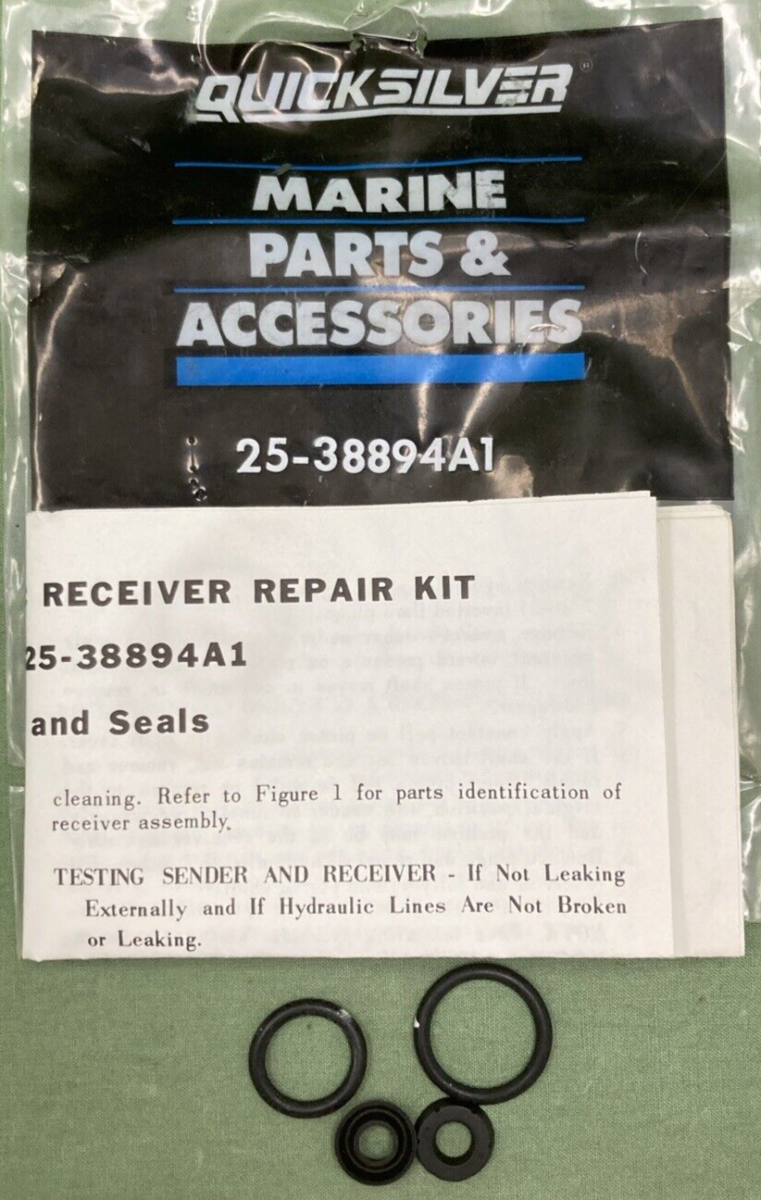 QUICKSILVER®
MARINE
PARTS &
ACCESSORIES
25-38894A1
RECEIVER REPAIR KIT
25-38894A1
and Seals
cleaning. Refer to Figure 1 for parts identification of
receiver assembly.
TESTING SENDER AND RECEIVER - If Not Leaking
Externally and If Hydraulic Lines Are Not Broken
or Leaking.